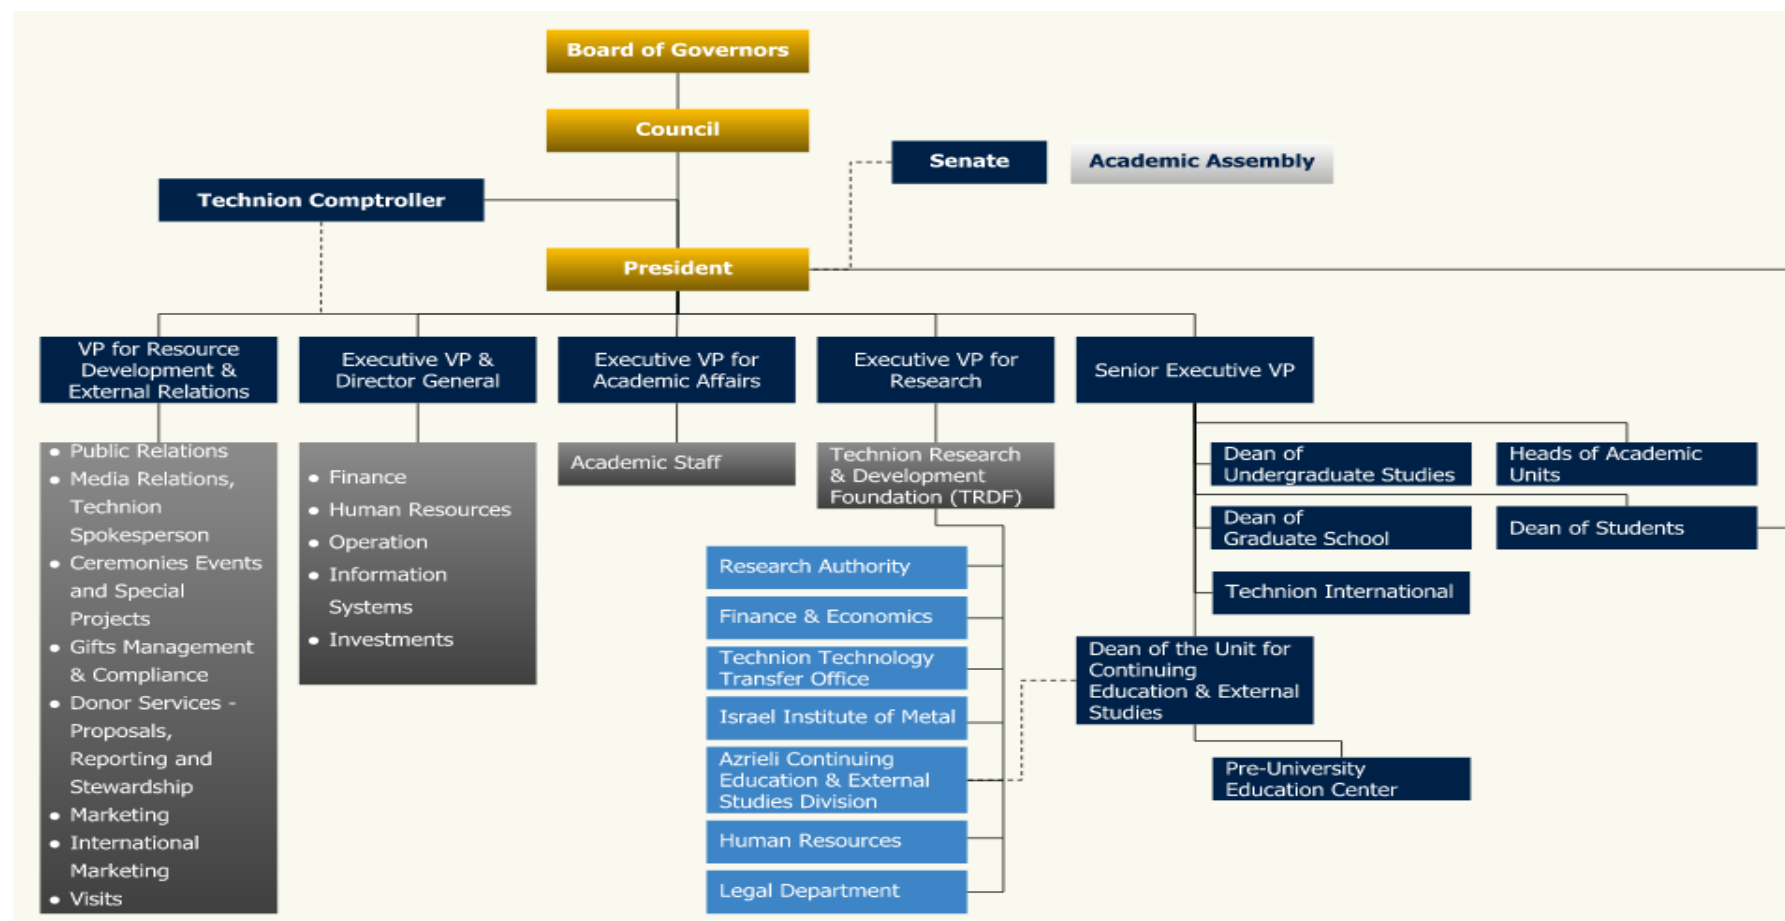 Board of Governors
Council
Senate
Academic Assembly
Technion Comptroller
President
VP for Resource
Development &
External Relations
Executive VP &
Director General
Executive VP for
Academic Affairs
Executive VP for
Research
Senior Executive VP
• Public Relations
• Media Relations,
Technion
Spokesperson
• Ceremonies Events
and Special
Projects
• Gifts Management
& Compliance
• Donor Services -
Proposals,
Reporting and
Stewardship
• Marketing
• International
Marketing
• Visits
• Finance
• Human Resources
• Operation
• Information
Systems
• Investments
Academic Staff
Technion Research
& Development
Foundation (TRDF)
Research Authority
Finance & Economics
Technion Technology
Transfer Office
Israel Institute of Metal
Azrieli Continuing
Education & External
Studies Division
Human Resources
Legal Department
Dean of
Undergraduate Studies
Heads of Academic
Units
Dean of
Graduate School
Dean of Students
Technion International
Dean of the Unit for
Continuing
Education & External
Studies
Pre-University
Education Center